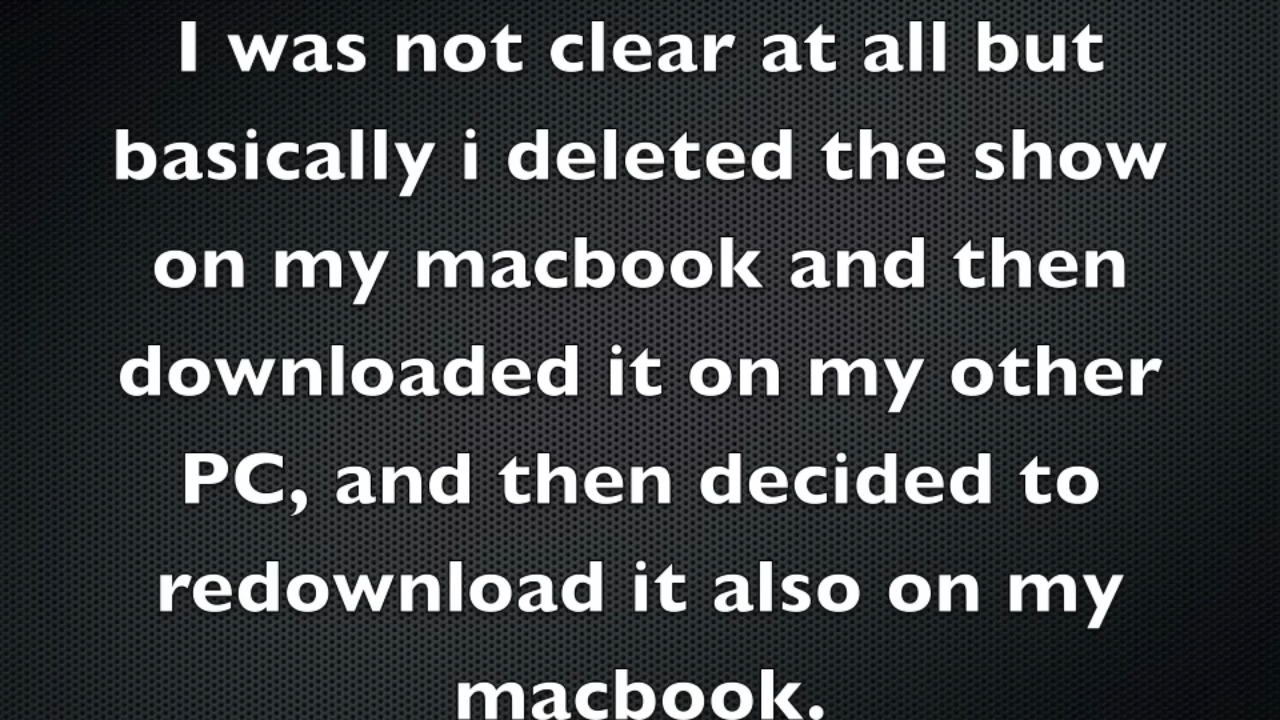 I was not clear at all but
basically i deleted the show
on my macbook and then
downloaded it on my other
PC, and then decided to
redownload it also on my
macbook.